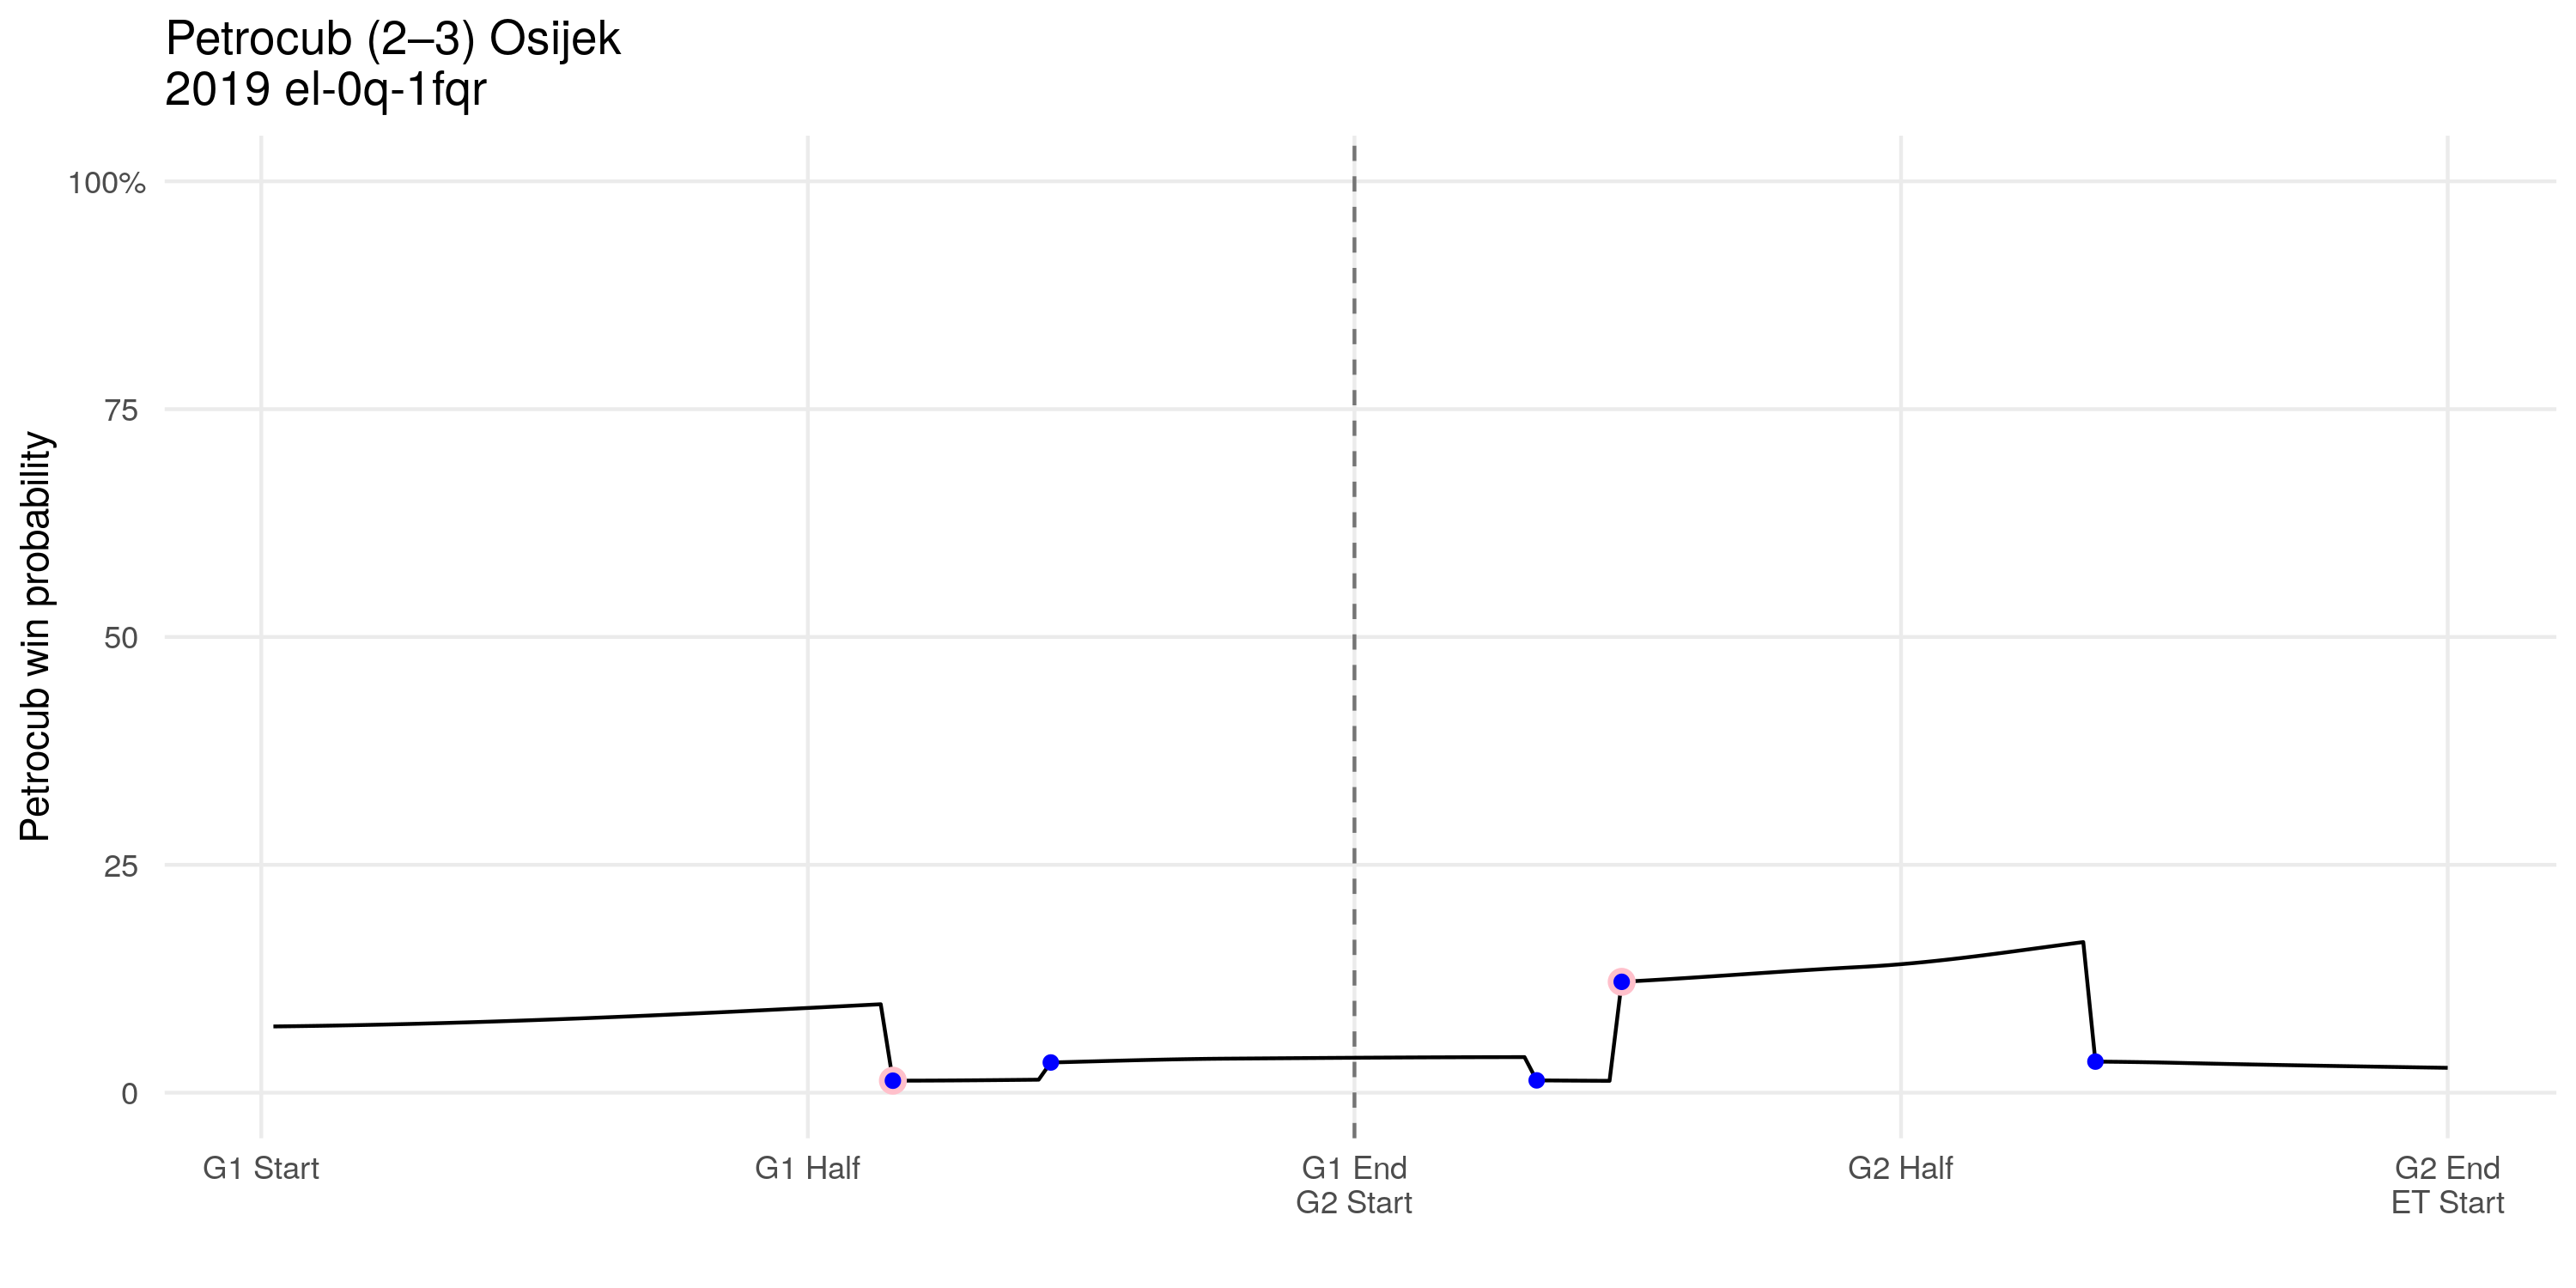 Petrocub (2–3) Osijek
2019 el-0q-1fqr
Petrocub win probability
100%
75
50
25
0
G1 Start
G1 Half
G1 End
G2 Start
G2 Half
G2 End
ET Start